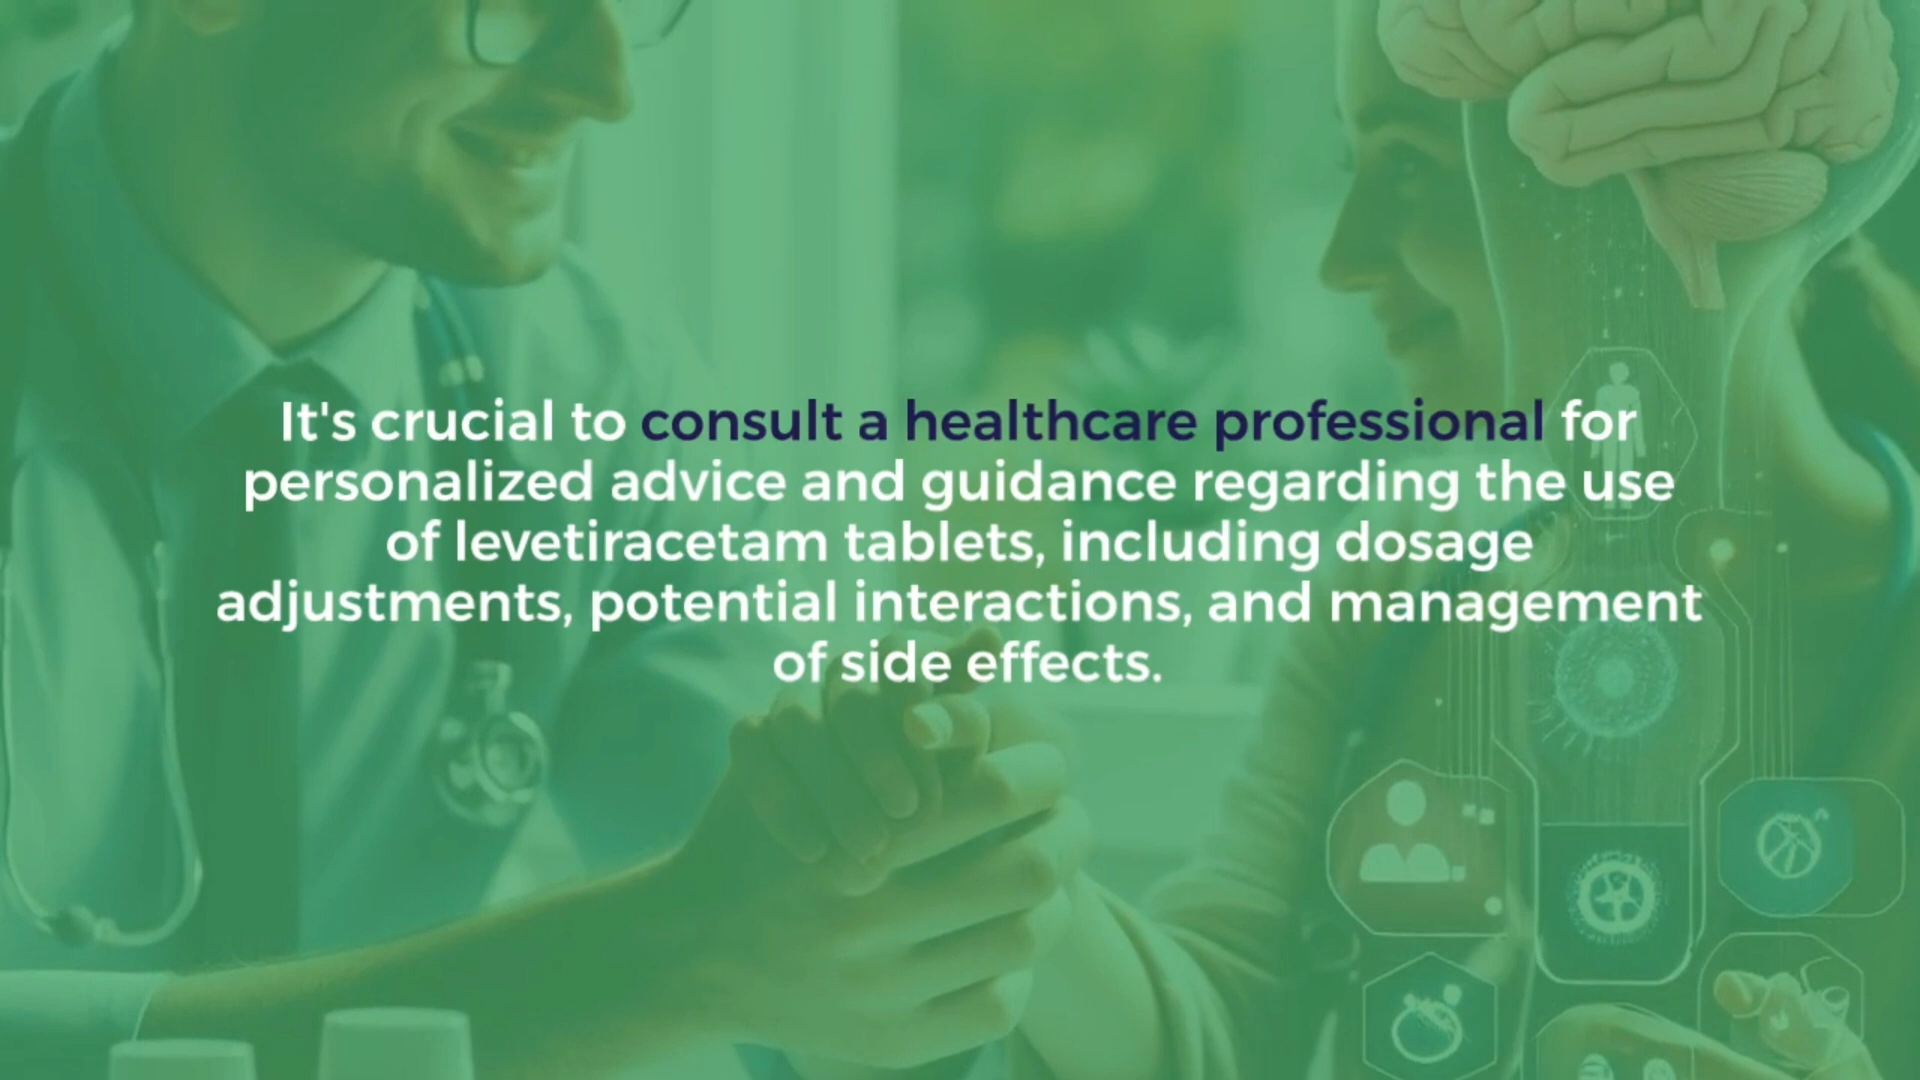 It's crucial to consult a healthcare professional for
personalized advice and guidance regarding the use
of levetiracetam tablets, including dosage
adjustments, potential interactions, and management
of side effects.